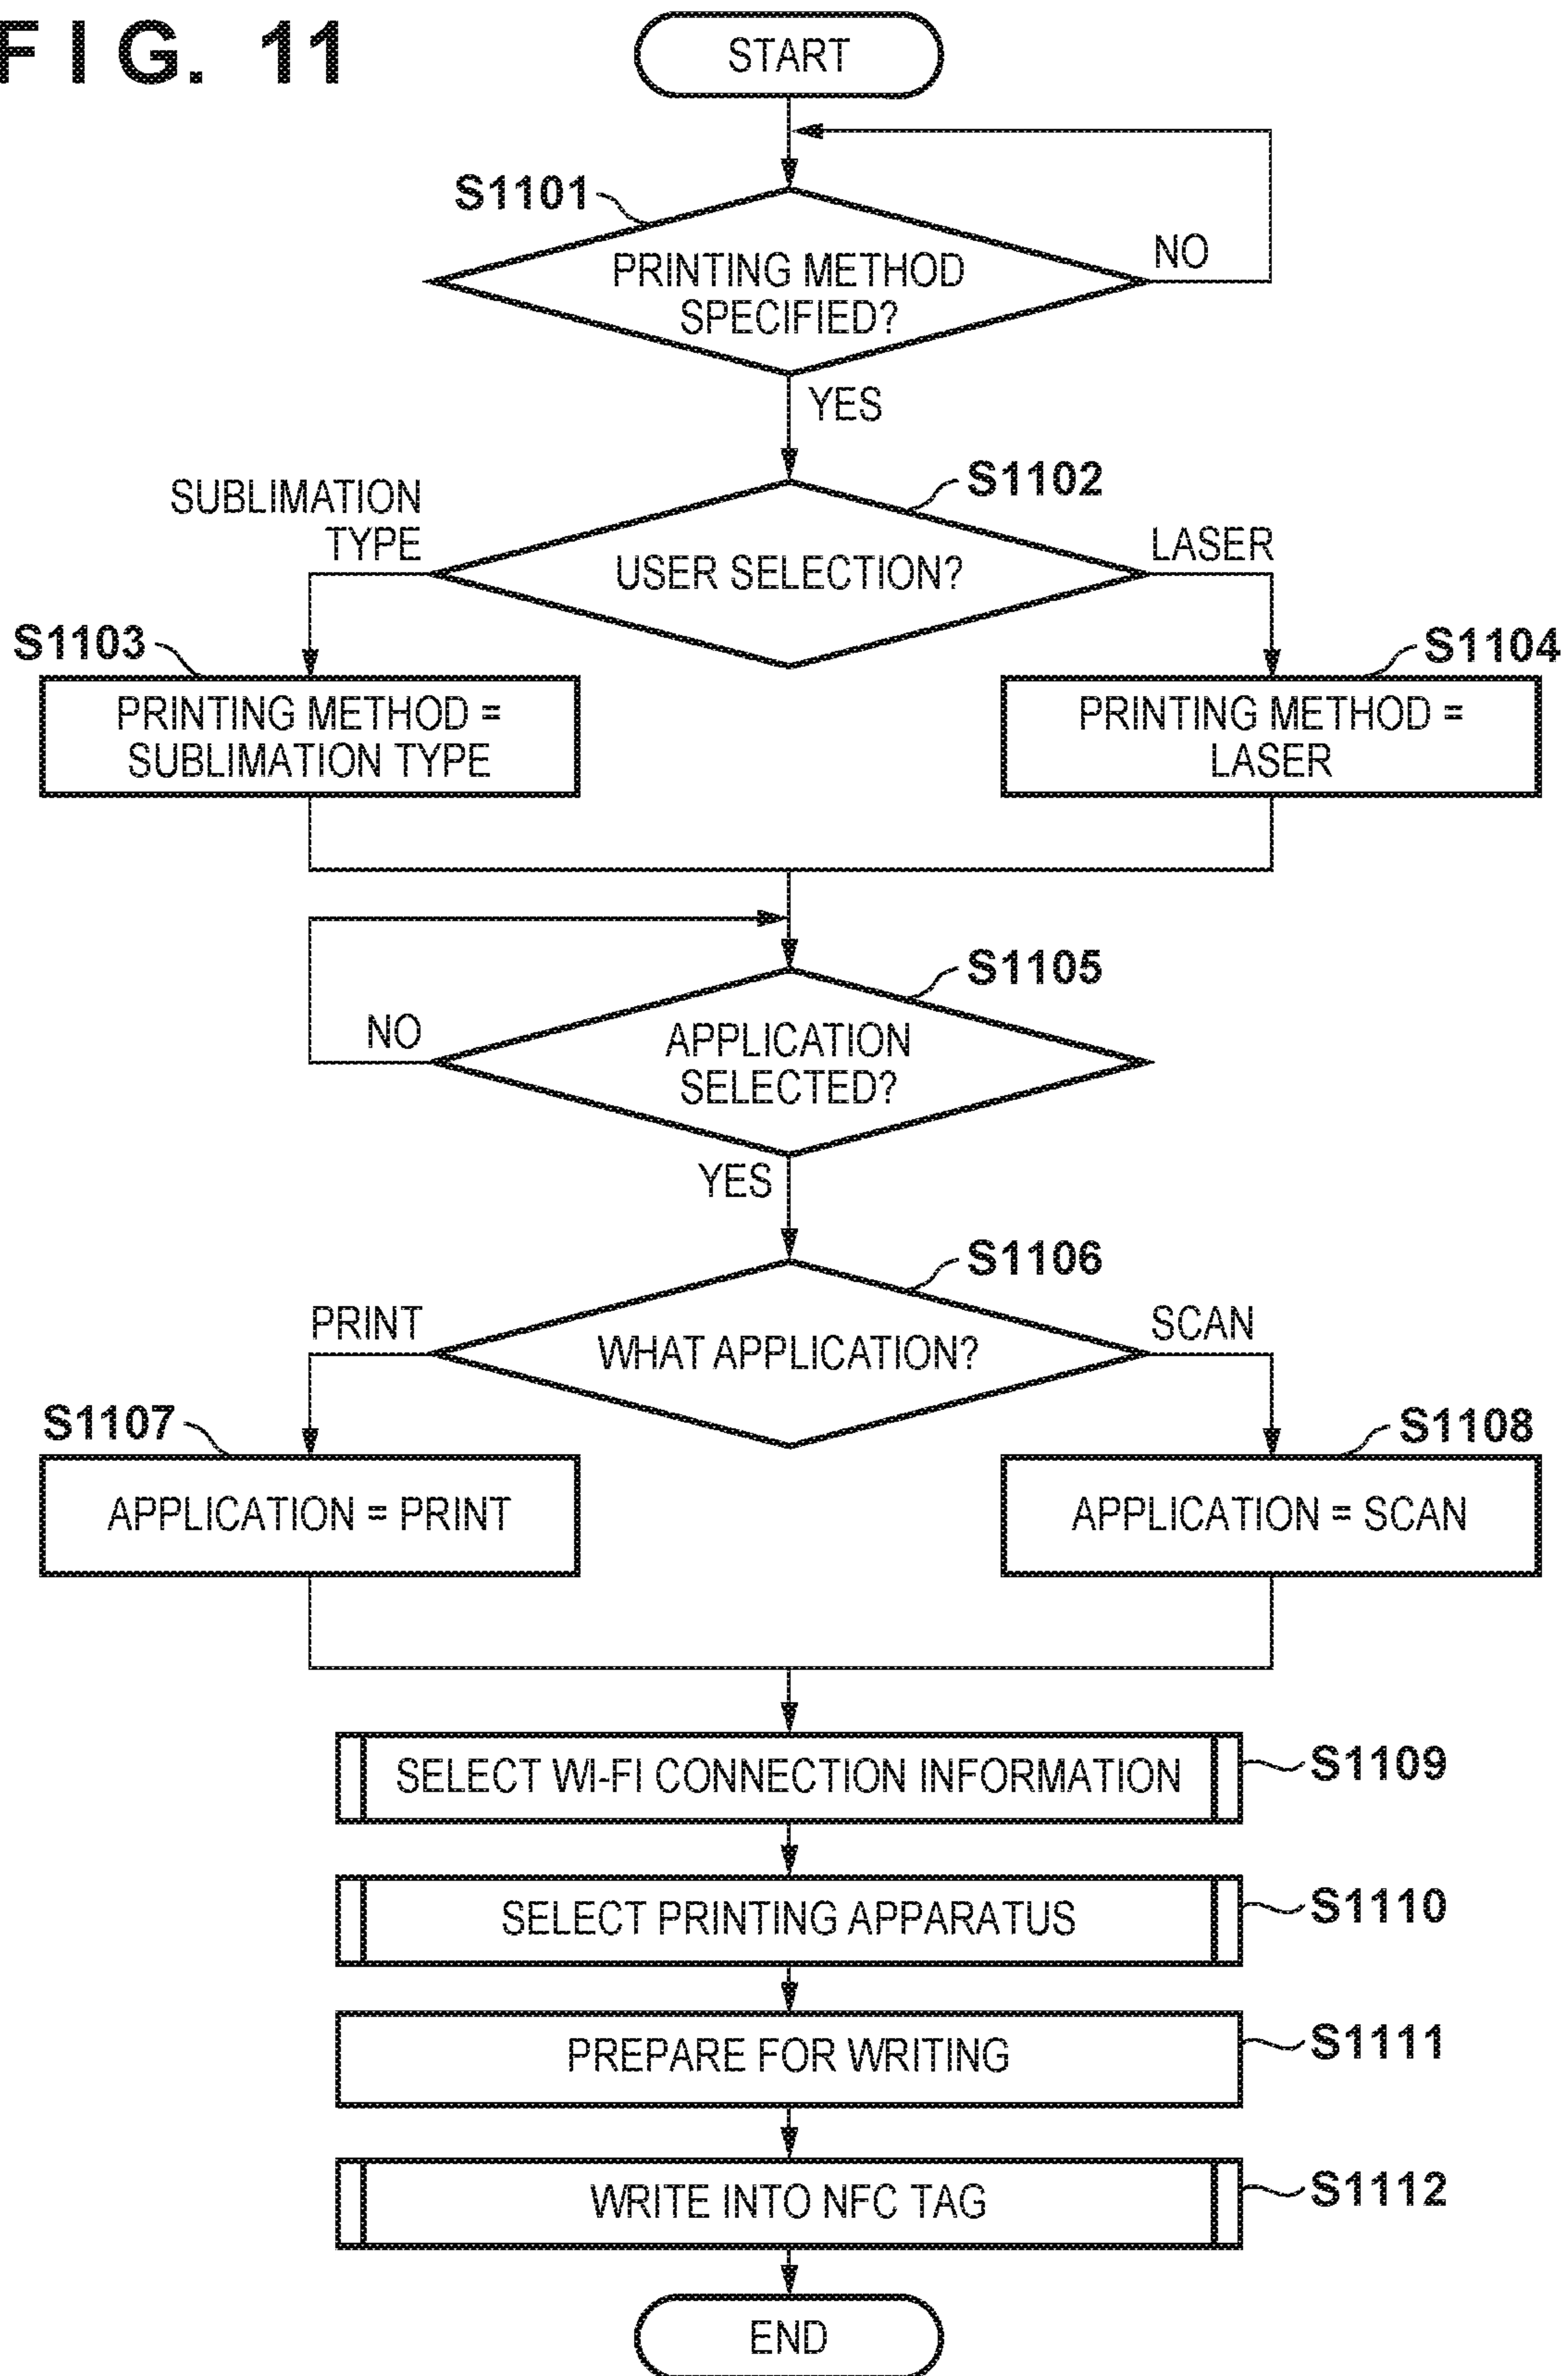 FIG. 11
START
S1101
PRINTING METHOD
SPECIFIED?
NO
YES
S1102
SUBLIMATION
TYPE
USER SELECTION?
LASER
S1103
S1104
PRINTING METHOD =
SUBLIMATION TYPE
PRINTING METHOD =
LASER
S1105
NO
APPLICATION
SELECTED?
YES
S1106
PRINT
WHAT APPLICATION?
SCAN
S1107
S1108
APPLICATION = PRINT
APPLICATION = SCAN
SELECT WI-FI CONNECTION INFORMATION
S1109
SELECT PRINTING APPARATUS
S1110
PREPARE FOR WRITING
S1111
WRITE INTO NFC TAG
S1112
END